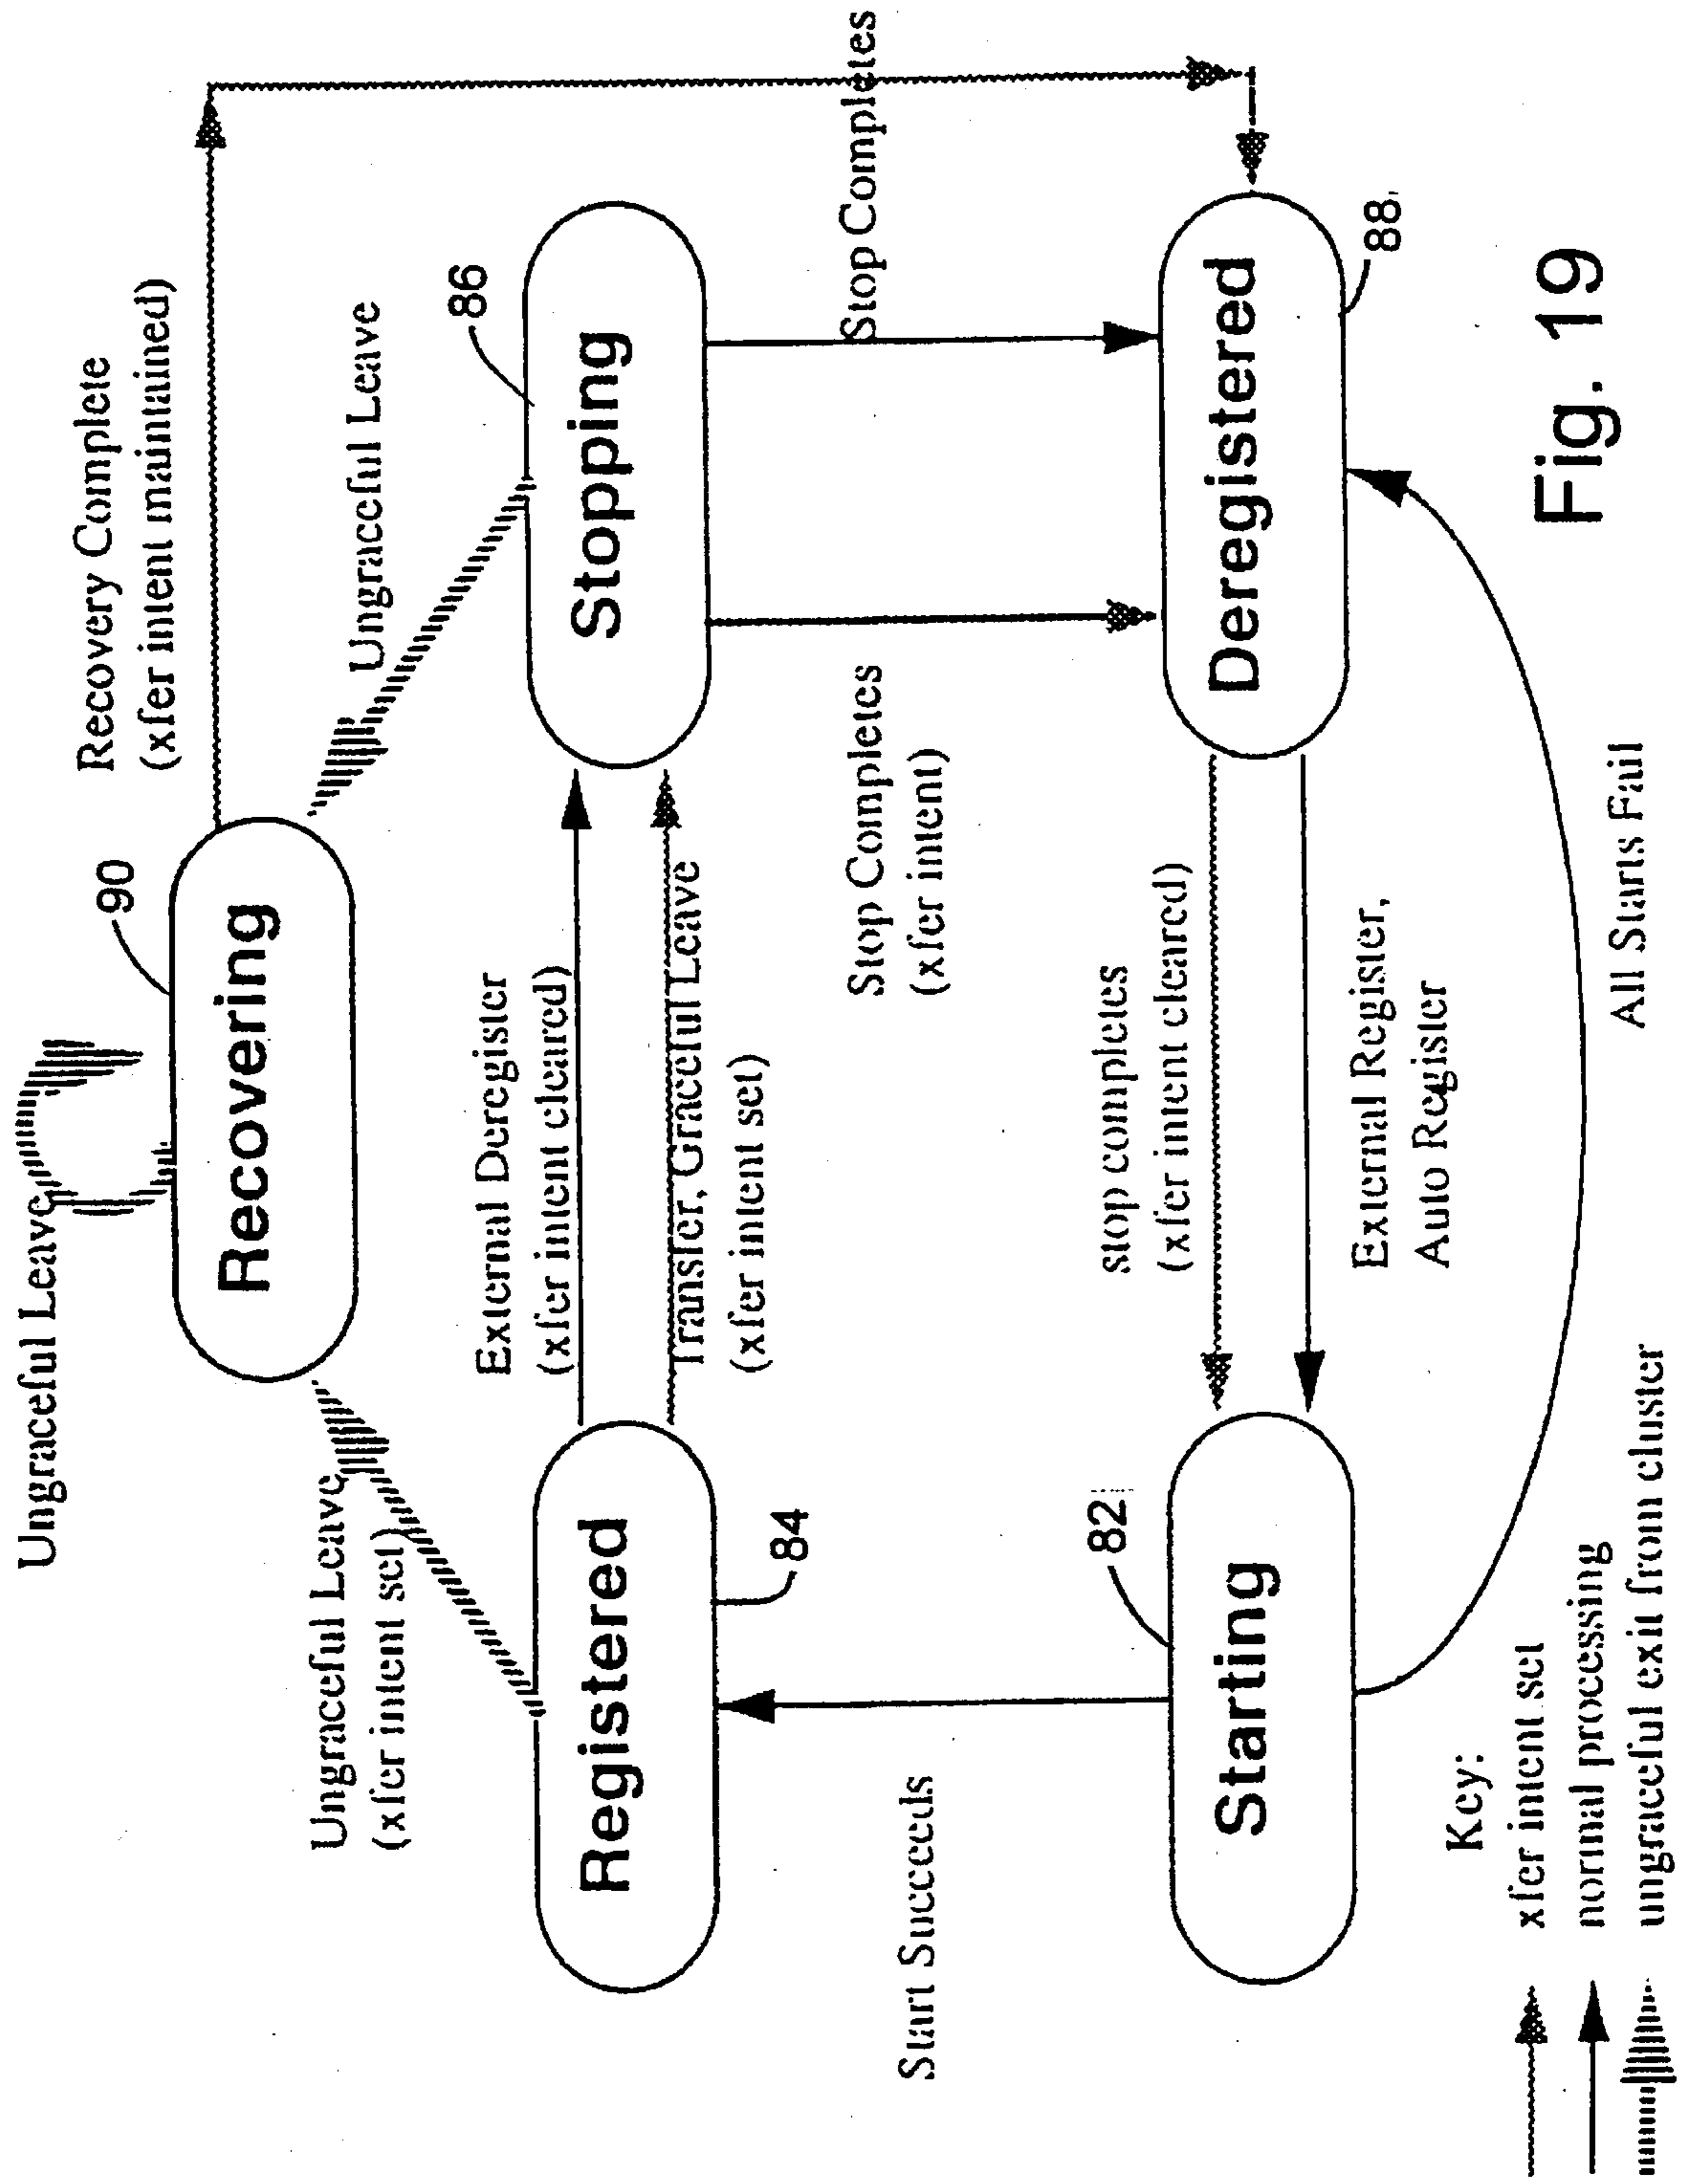 Ungraceful Leave
90
Recovering
Recovery Complete
(xfer intent maintained)
Ungraceful Leave
(xfer intent set)
Ungraceful Leave
External Deregister
(xfer intent cleared)
86
Registered
Stopping
84
Transfer, Graceful Leave
(xfer intent set)
Start Succeeds
Stop Completes
(xfer intent)
Stop Completes
82
stop completes
(xfer intent cleared)
Starting
Deregistered
88
External Register,
Auto Register
All Starts Fail
Key:
xfer intent set
normal processing
ungraceful exit from cluster
Fig. 19